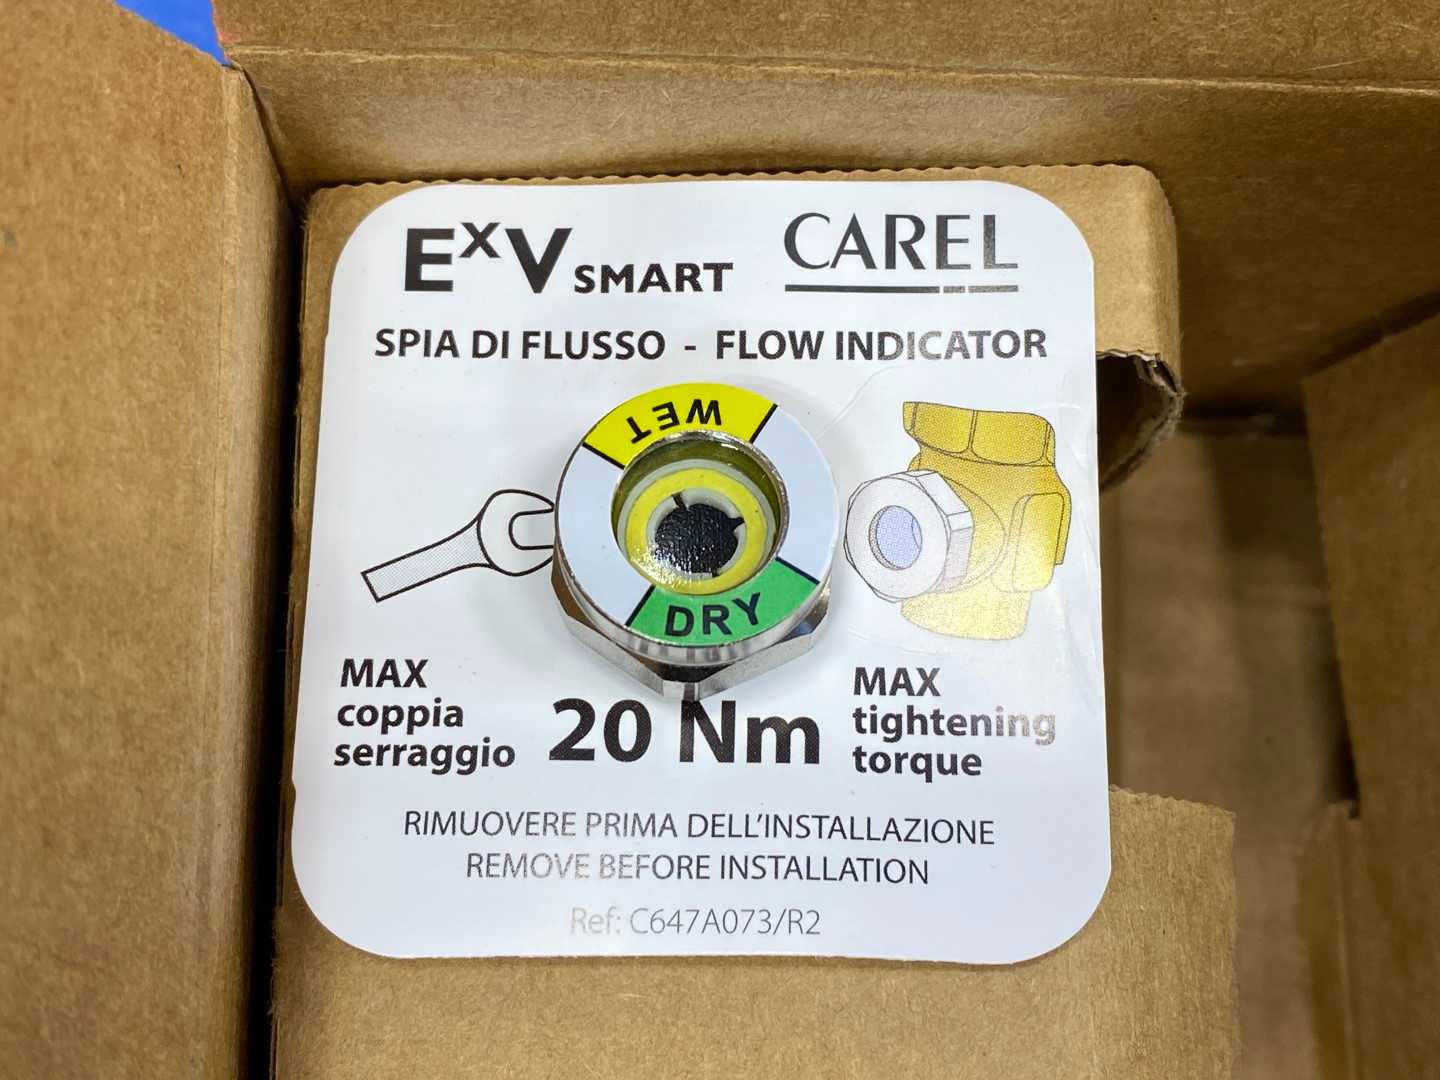 EXV SMART CAREL
SPIA DI FLUSSO - FLOW INDICATOR
WET
DRY
MAX
coppia
serraggio
20 Nm
MAX
tightening
torque
RIMUOVERE PRIMA DELL'INSTALLAZIONE
REMOVE BEFORE INSTALLATION
Ref: C647A073/R2